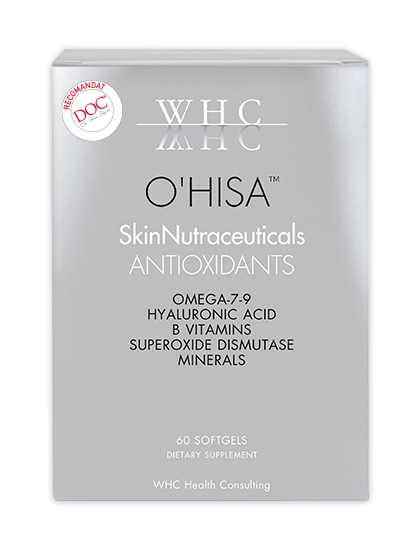 RECOMANDAT
DOC
WHC
O'HISA™
SkinNutraceuticals
ANTIOXIDANTS
OMEGA-7-9
HYALURONIC ACID
B VITAMINS
SUPEROXIDE DISMUTASE
MINERALS
60 SOFTGELS
DIETARY SUPPLEMENT
WHC Health Consulting